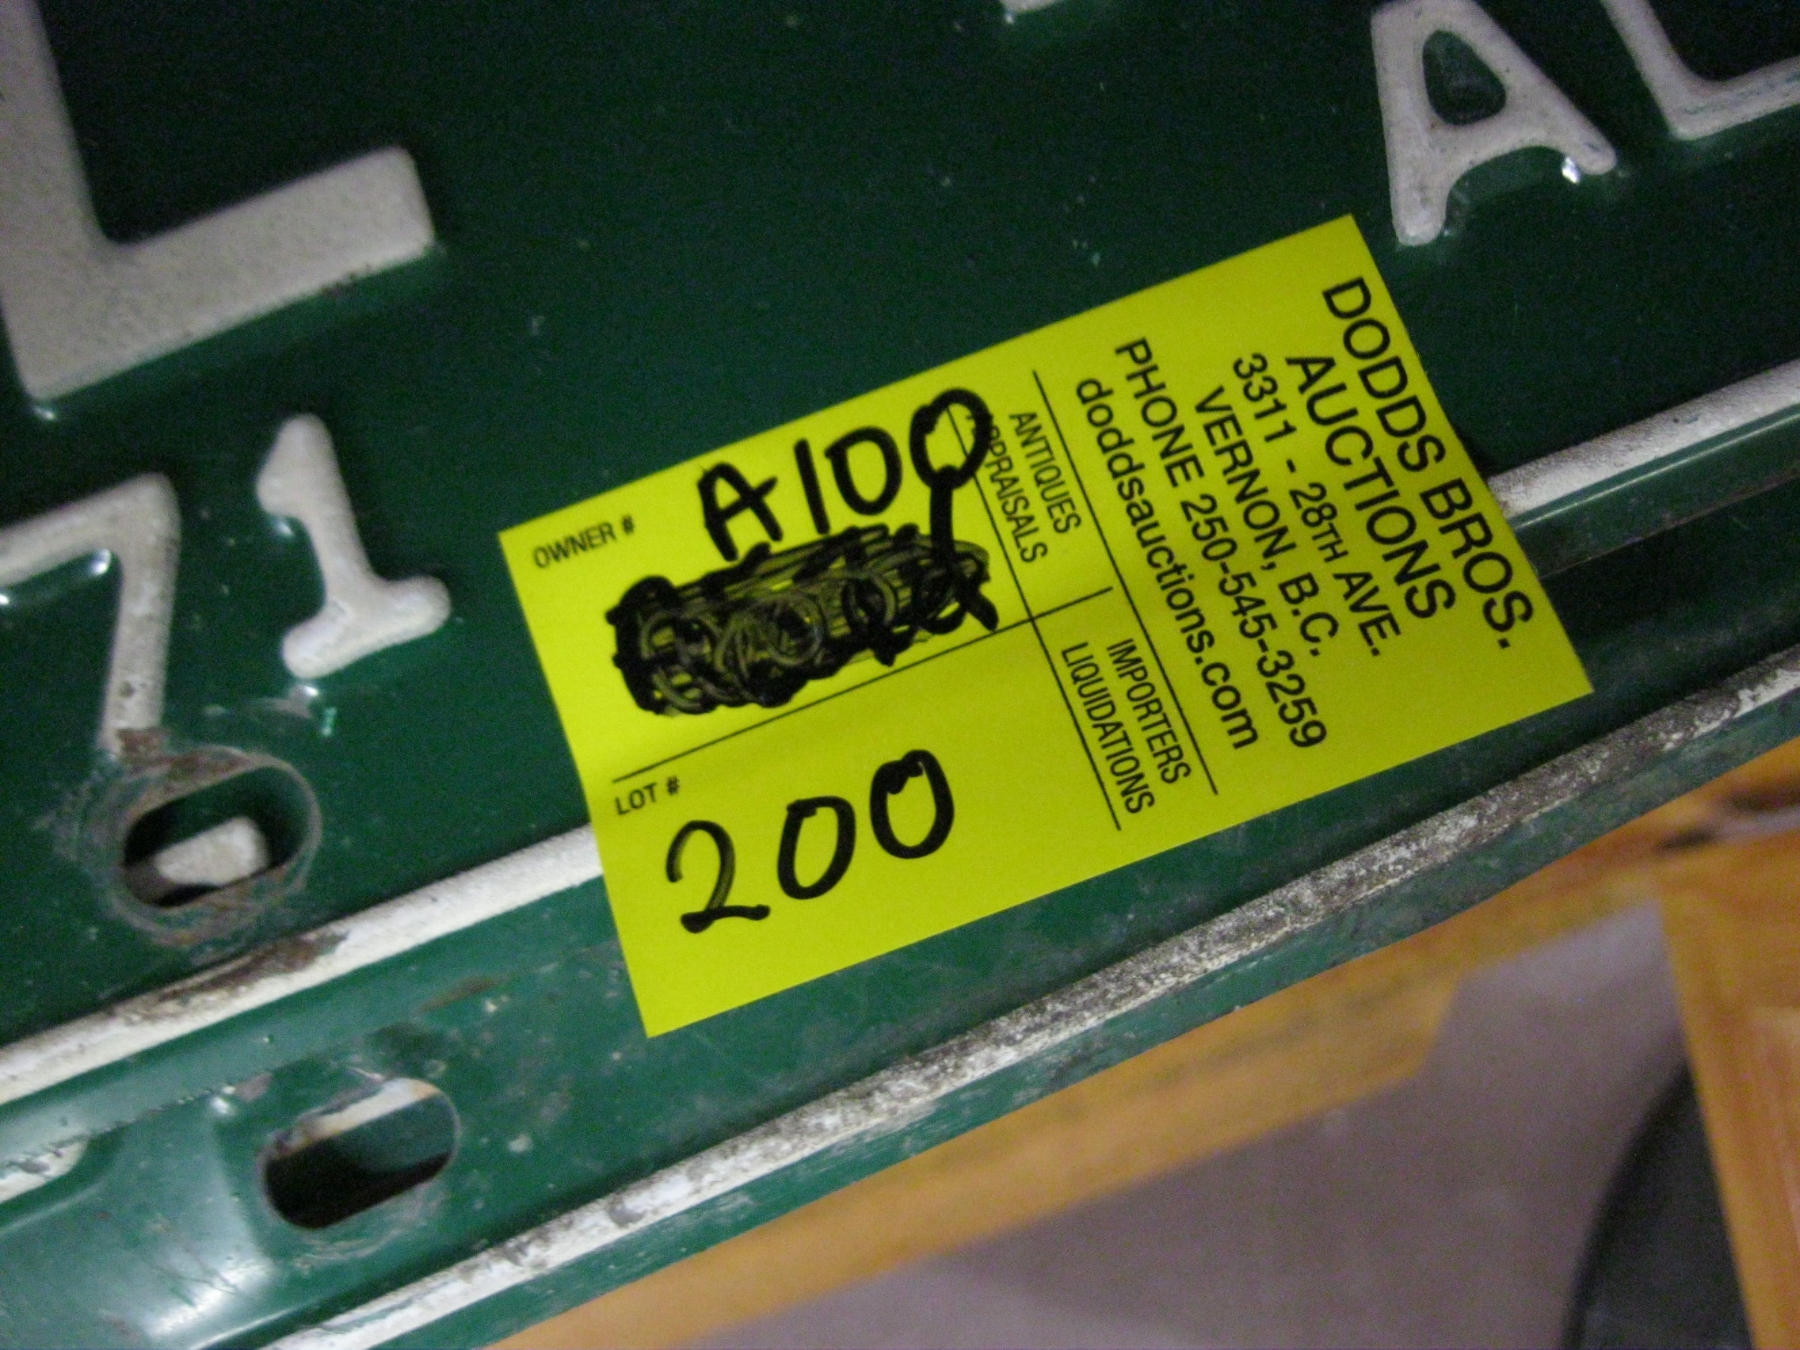 L
71
AL
DODDS BROS.
AUCTIONS
3311 - 28TH AVE.
VERNON, B.C.
PHONE 250-545-3259
doddsauctions.com
ANTIQUES
APPRAISALS
IMPORTERS
LIQUIDATIONS
OWNER #
A100
LOT #
200